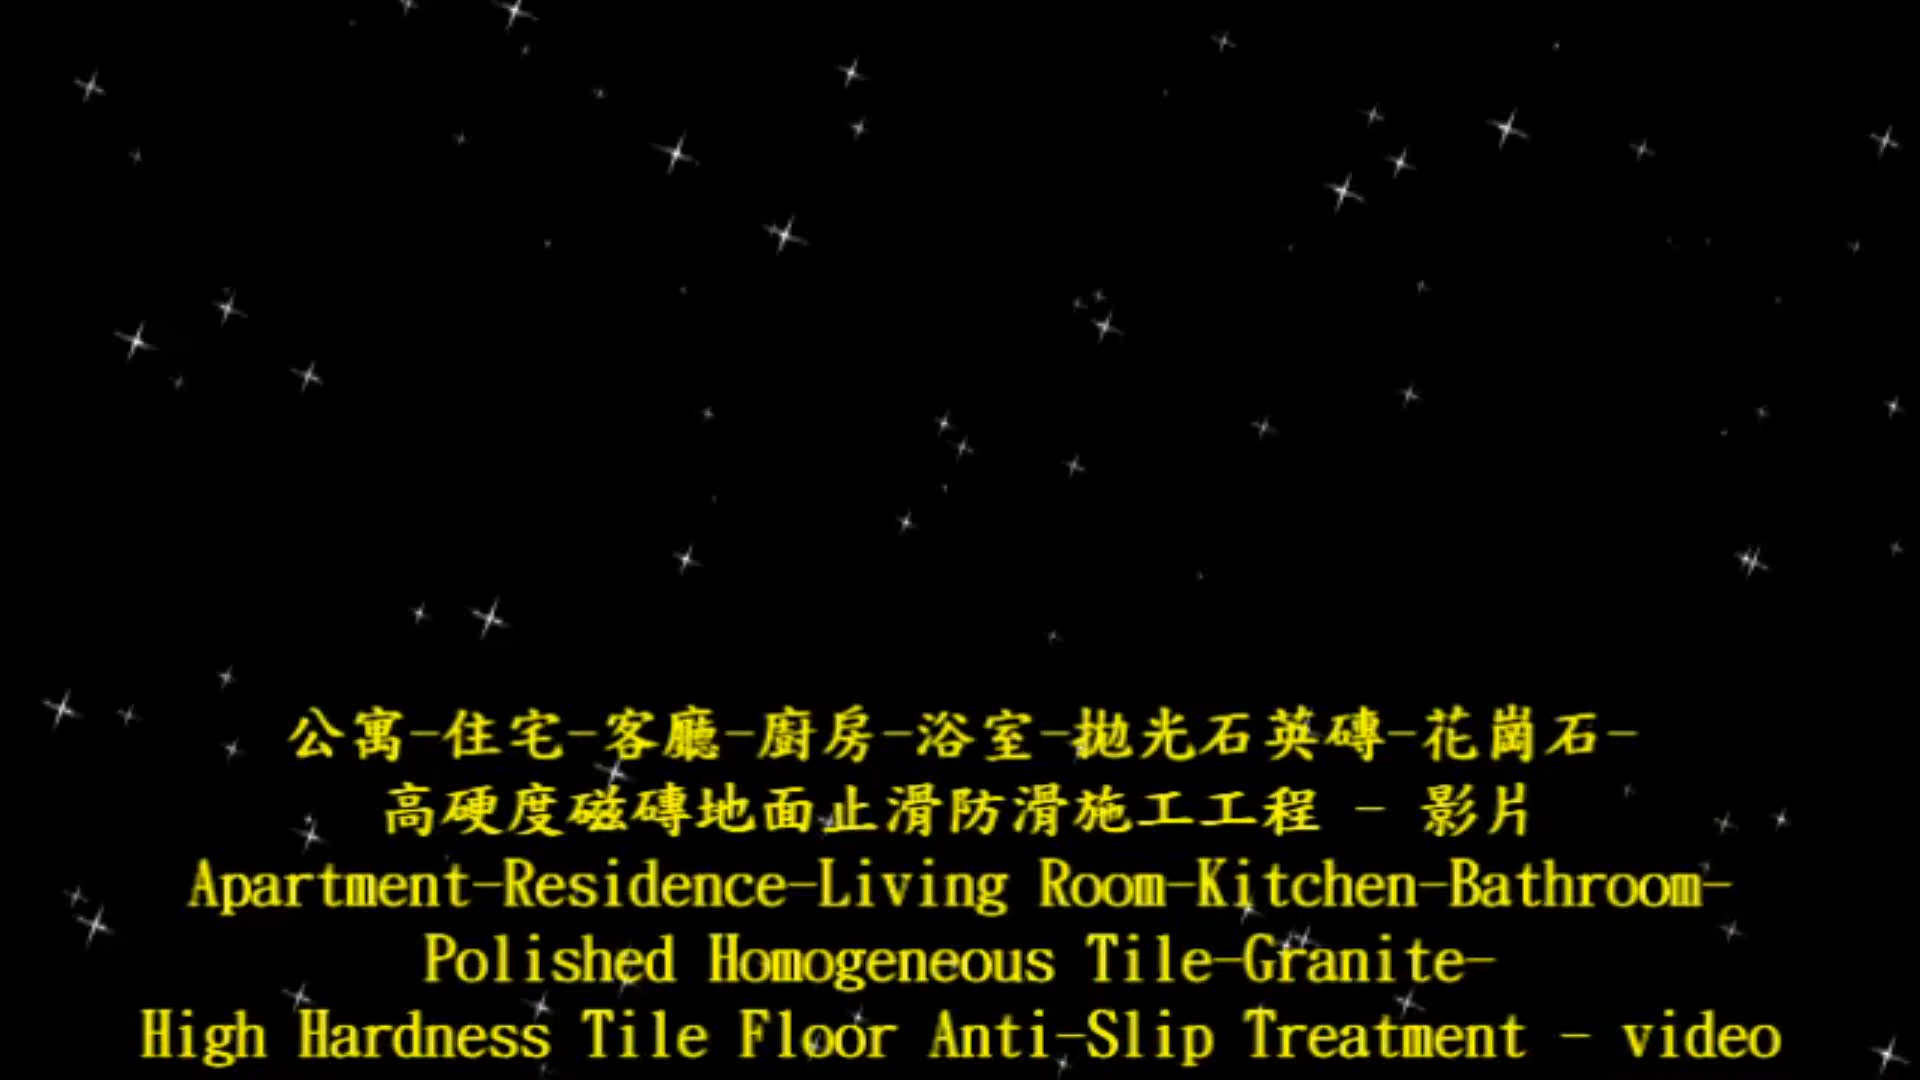 公寓-住宅-客廳-廚房-浴室-拋光石英磚-花崗石-
高硬度磁磚地面止滑防滑施工工程 - 影片
Apartment-Residence-Living Room-Kitchen-Bathroom-
Polished Homogeneous Tile-Granite-
High Hardness Tile Floor Anti-Slip Treatment - video